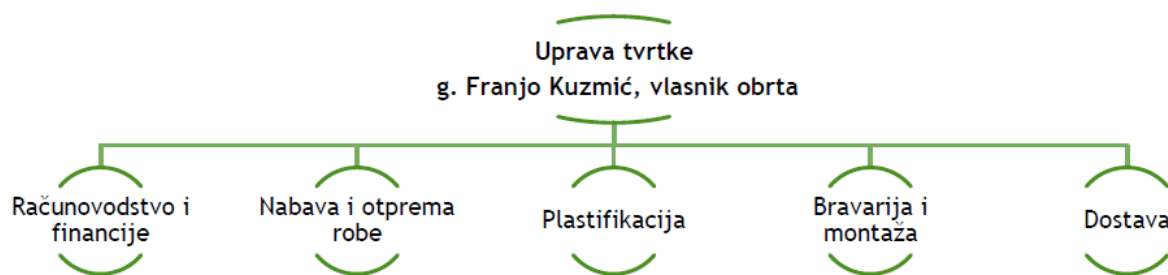 Uprava tvrtke
g. Franjo Kuzmić, vlasnik obrta
Računovodstvo i
financije
Nabava i otprema
robe
Plastifikacija
Bravarija i
montaža
Dostava